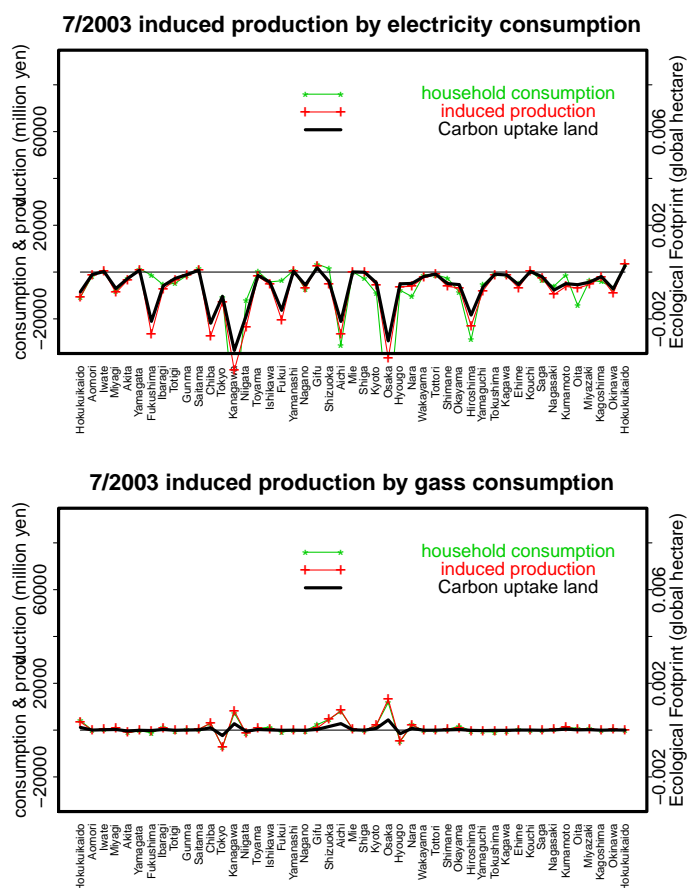 7/2003 induced production by electricity consumption
consumption & production (million yen)
60000
20000
−20000
household consumption
induced production
Carbon uptake land
0.006
0.002
−0.002
Ecological Footprint (global hectare)
Hokukuikaido
Aomori
Iwate
Miyagi
Akita
Yamagata
Fukushima
Ibaragi
Totigi
Gunma
Saitama
Chiba
Tokyo
Kanagawa
Niigata
Toyama
Ishikawa
Fukui
Yamanashi
Nagano
Gifu
Shizuoka
Aichi
Mie
Shiga
Kyoto
Osaka
Hyougo
Nara
Wakayama
Tottori
Shimane
Okayama
Hiroshima
Yamaguchi
Tokushima
Kagawa
Ehime
Kouchi
Saga
Nagasaki
Kumamoto
Oita
Miyazaki
Kagoshima
Okinawa
Hokukuikaido
7/2003 induced production by gass consumption
consumption & production (million yen)
60000
20000
−20000
household consumption
induced production
Carbon uptake land
0.006
0.002
−0.002
Ecological Footprint (global hectare)
Hokukuikaido
Aomori
Iwate
Miyagi
Akita
Yamagata
Fukushima
Ibaragi
Totigi
Gunma
Saitama
Chiba
Tokyo
Kanagawa
Niigata
Toyama
Ishikawa
Fukui
Yamanashi
Nagano
Gifu
Shizuoka
Aichi
Mie
Shiga
Kyoto
Osaka
Hyougo
Nara
Wakayama
Tottori
Shimane
Okayama
Hiroshima
Yamaguchi
Tokushima
Kagawa
Ehime
Kouchi
Saga
Nagasaki
Kumamoto
Oita
Miyazaki
Kagoshima
Okinawa
Hokukuikaido